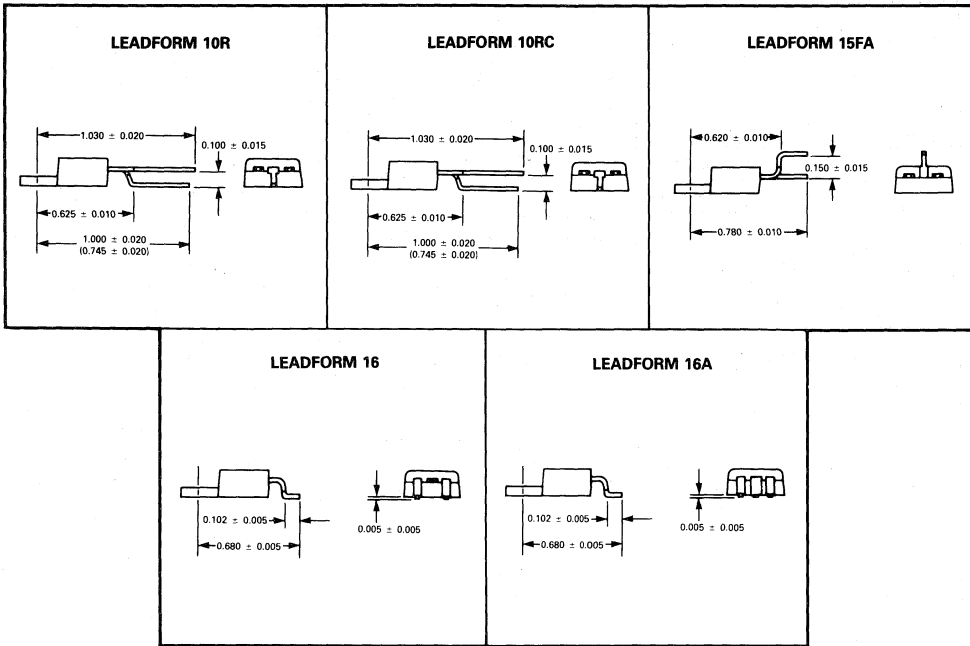 LEADFORM 10R
1.030 ± 0.020
0.100 ± 0.015
0.625 ± 0.010
1.000 ± 0.020
(0.745 ± 0.020)
LEADFORM 10RC
1.030 ± 0.020
0.100 ± 0.015
0.625 ± 0.010
1.000 ± 0.020
(0.745 ± 0.020)
LEADFORM 15FA
0.620 ± 0.010
0.150 ± 0.015
0.780 ± 0.010
LEADFORM 16
0.102 ± 0.005
0.005 ± 0.005
0.680 ± 0.005
LEADFORM 16A
0.102 ± 0.005
0.005 ± 0.005
0.680 ± 0.005